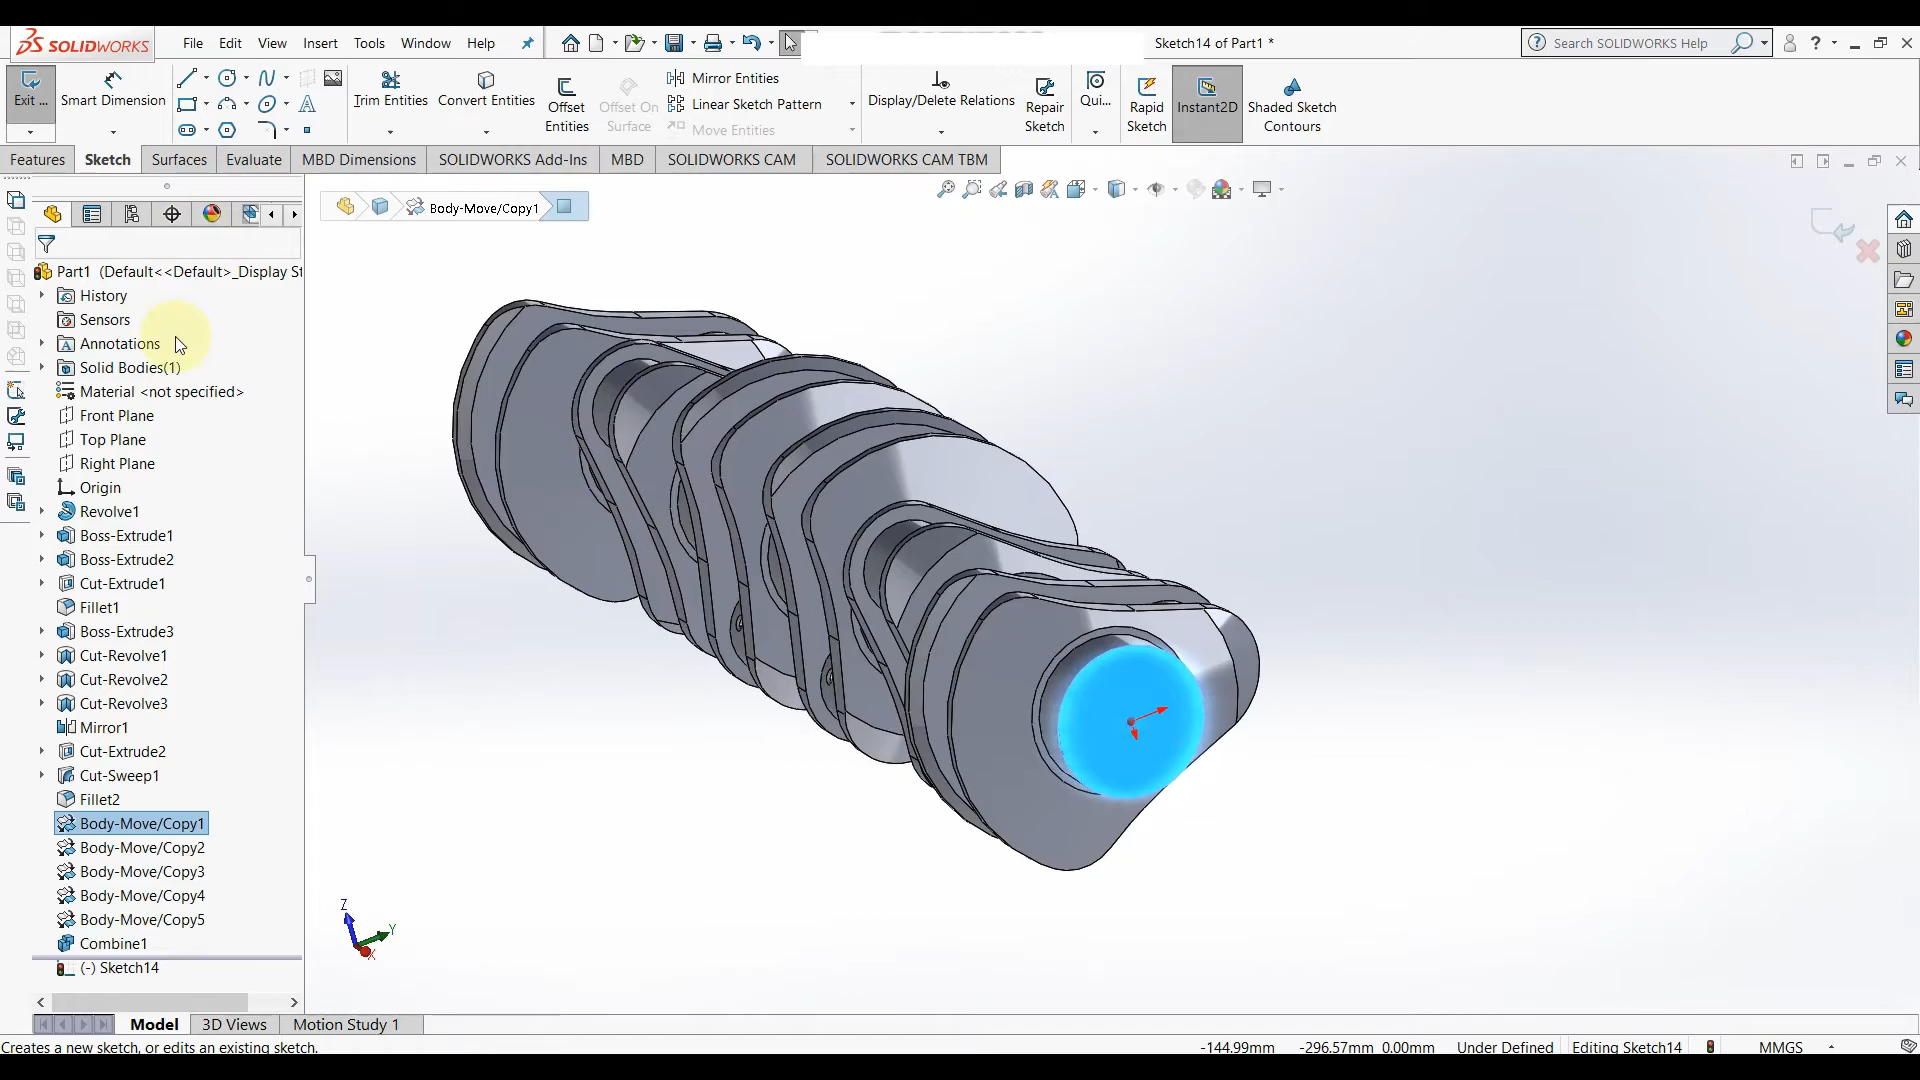 SOLIDWORKS File Edit View Insert Tools Window Help Sketch14 of Part1 * Search SOLIDWORKS Help ?
Exit ... Smart Dimension Trim Entities Convert Entities Offset Entities Offset On Surface Mirror Entities Display/Delete Relations Repair Sketch Qui... Rapid Sketch Instant2D Shaded Sketch Contours
Linear Sketch Pattern
Move Entities
Features Sketch Surfaces Evaluate MBD Dimensions SOLIDWORKS Add-Ins MBD SOLIDWORKS CAM SOLIDWORKS CAM TBM
Body-Move/Copy1
Part1 (Default<<Default>_Display St
History
Sensors
Annotations
Solid Bodies(1)
Material <not specified>
Front Plane
Top Plane
Right Plane
Origin
Revolve1
Boss-Extrude1
Boss-Extrude2
Cut-Extrude1
Fillet1
Boss-Extrude3
Cut-Revolve1
Cut-Revolve2
Cut-Revolve3
Mirror1
Cut-Extrude2
Cut-Sweep1
Fillet2
Body-Move/Copy1
Body-Move/Copy2
Body-Move/Copy3
Body-Move/Copy4
Body-Move/Copy5
Combine1
(-) Sketch14
Z
Y
X
Model 3D Views Motion Study 1
Creates a new sketch, or edits an existing sketch. -144.99mm -296.57mm 0.00mm Under Defined Editing Sketch14 MMGS